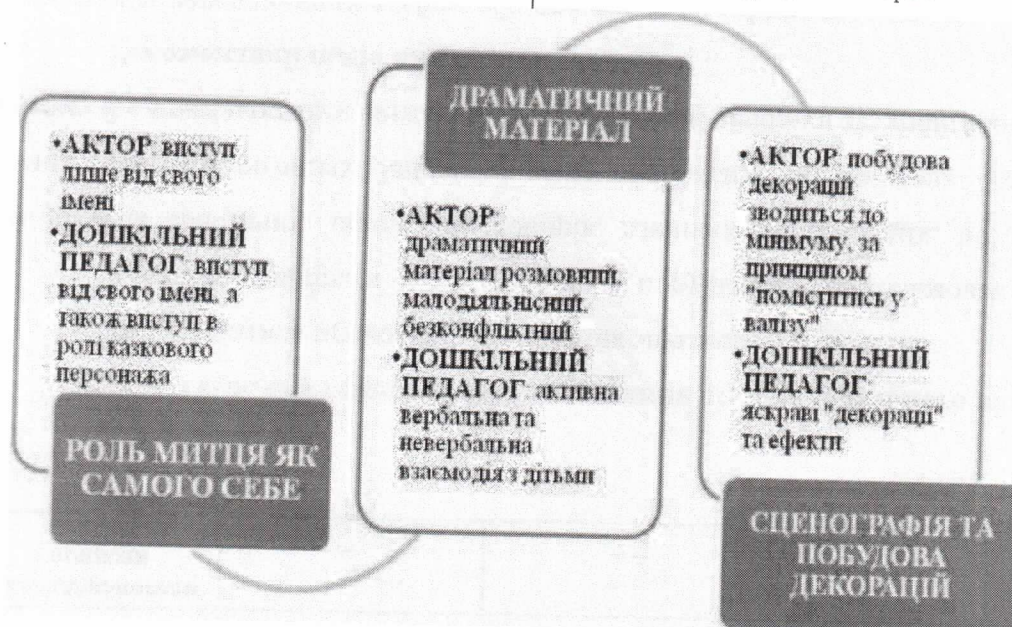 •АКТОР: виступ
лише від свого
імені
•ДОШКІЛЬНИЙ
ПЕДАГОГ: виступ
від свого імені, а
також виступ в
ролі казкового
персонажа
РОЛЬ МИТЦЯ ЯК
САМОГО СЕБЕ
ДРАМАТИЧНИЙ
МАТЕРІАЛ
•АКТОР:
драматичний
матеріал розмовний,
малодіяльнісний,
безконфліктний
•ДОШКІЛЬНИЙ
ПЕДАГОГ: активна
вербальна та
невербальна
взаємодія з дітьми
•АКТОР: побудова
декорації
зводиться до
мінімуму, за
принципом
"поміститись у
валізу"
•ДОШКІЛЬНИЙ
ПЕДАГОГ:
яскраві "декорації"
та ефекти
СЦЕНОГРАФІЯ ТА
ПОБУДОВА
ДЕКОРАЦІЙ